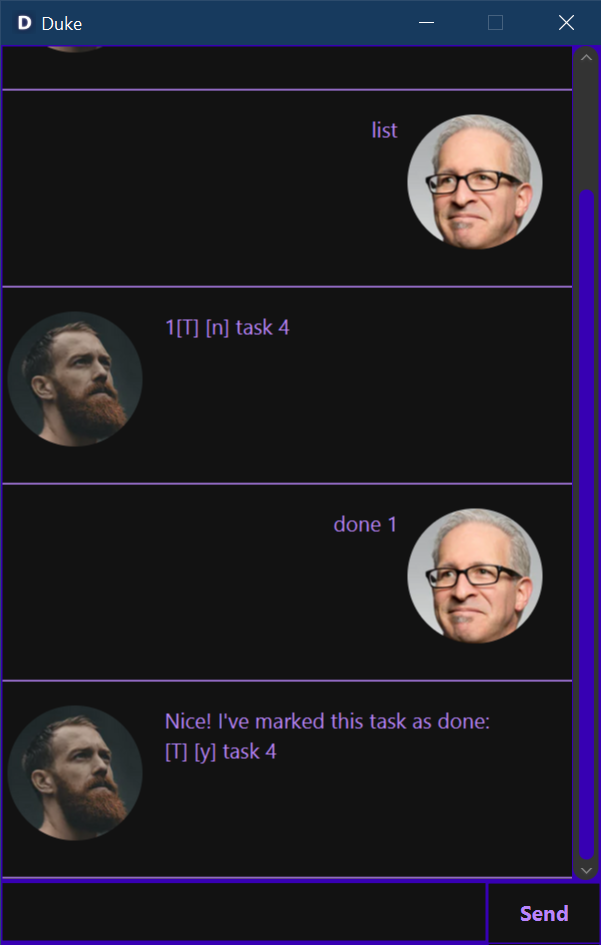 D Duke
list
1[T] [n] task 4
done 1
Nice! I've marked this task as done:
[T] [y] task 4
Send